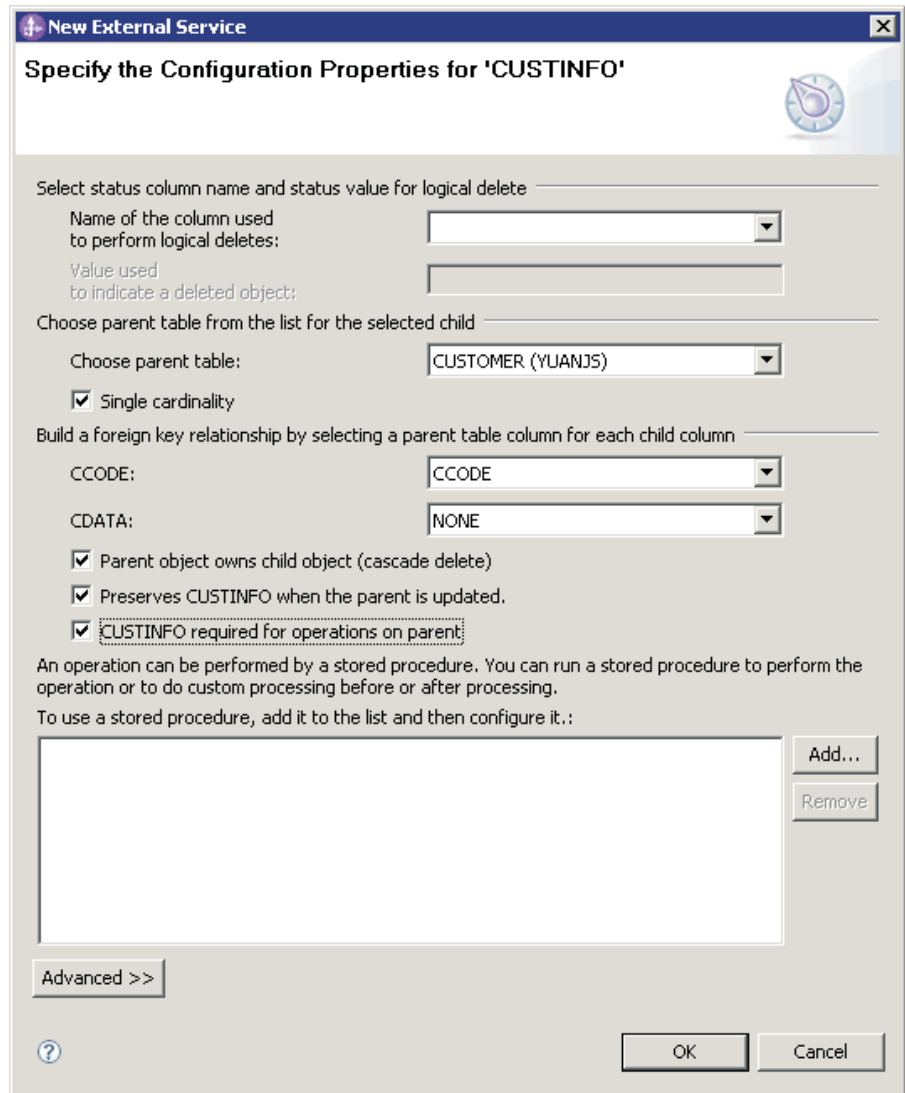 New External Service
Specify the Configuration Properties for 'CUSTINFO'
Select status column name and status value for logical delete
Name of the column used
to perform logical deletes:
Value used
to indicate a deleted object:
Choose parent table from the list for the selected child
Choose parent table:
CUSTOMER (YUANJS)
Single cardinality
Build a foreign key relationship by selecting a parent table column for each child column
CCODE:
CCODE
CDATA:
NONE
Parent object owns child object (cascade delete)
Preserves CUSTINFO when the parent is updated.
CUSTINFO required for operations on parent
An operation can be performed by a stored procedure. You can run a stored procedure to perform the
operation or to do custom processing before or after processing.
To use a stored procedure, add it to the list and then configure it.:
Add...
Remove
Advanced >>
?
OK
Cancel